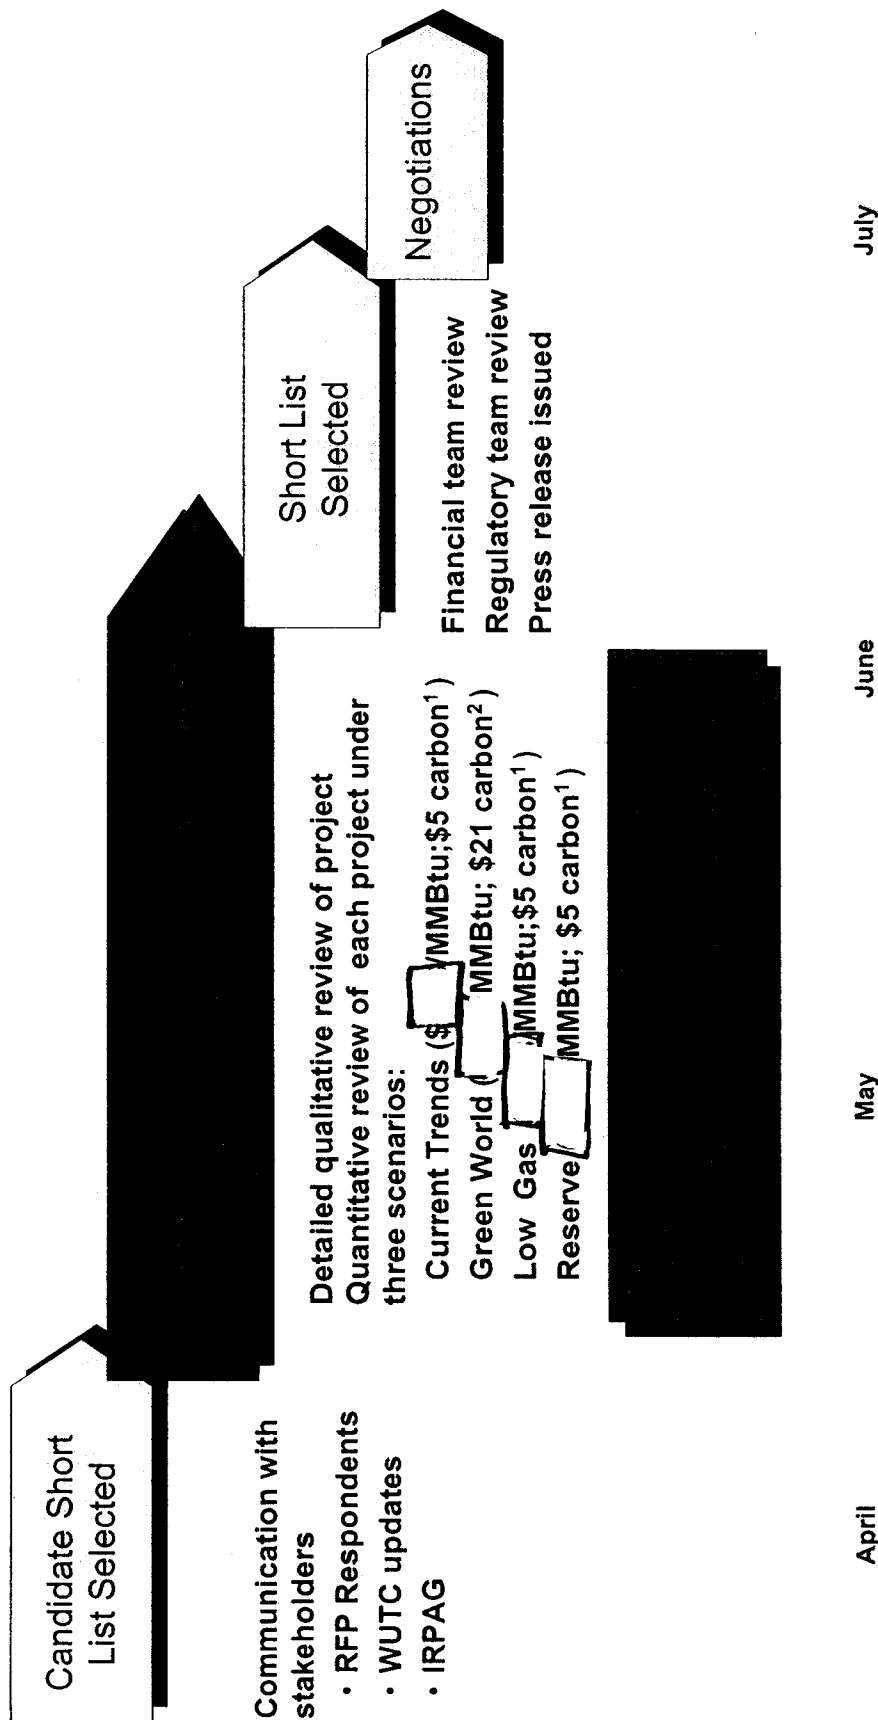 Candidate Short
List Selected
Communication with
stakeholders
• RFP Respondents
• WUTC updates
• IRPAG
Detailed qualitative review of project
Quantitative review of each project under
three scenarios:
Current Trends ($ /MMBtu;$5 carbon1)
Green World ( MMBtu; $21 carbon2)
Low Gas /MMBtu;$5 carbon1)
Reserve MMBtu; $5 carbon1)
Short List
Selected
Financial team review
Regulatory team review
Press release issued
Negotiations
April
May
June
July